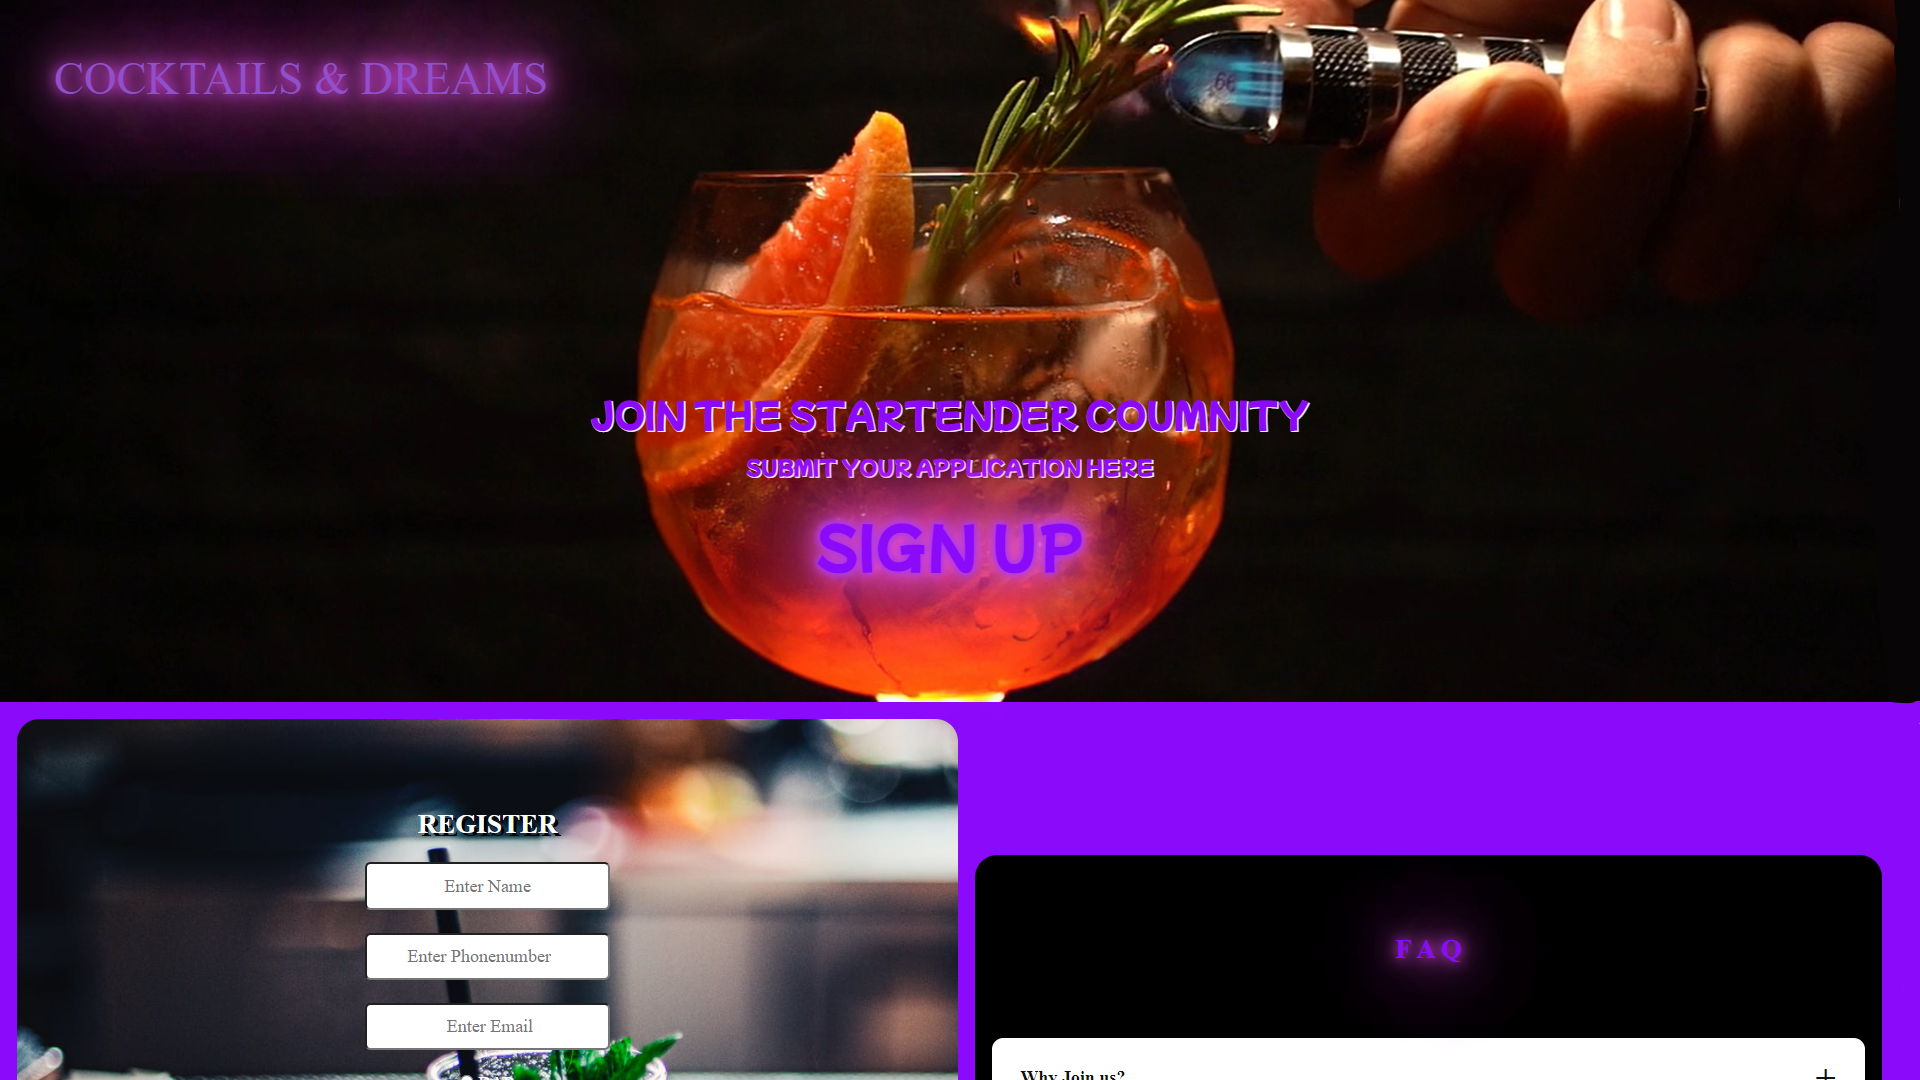 COCKTAILS & DREAMS
66
JOIN THE STARTENDER COUMNITY
SUBMIT YOUR APPLICATION HERE
SIGN UP
REGISTER
Enter Name
Enter Phonenumber
Enter Email
FAQ
Why Join us?